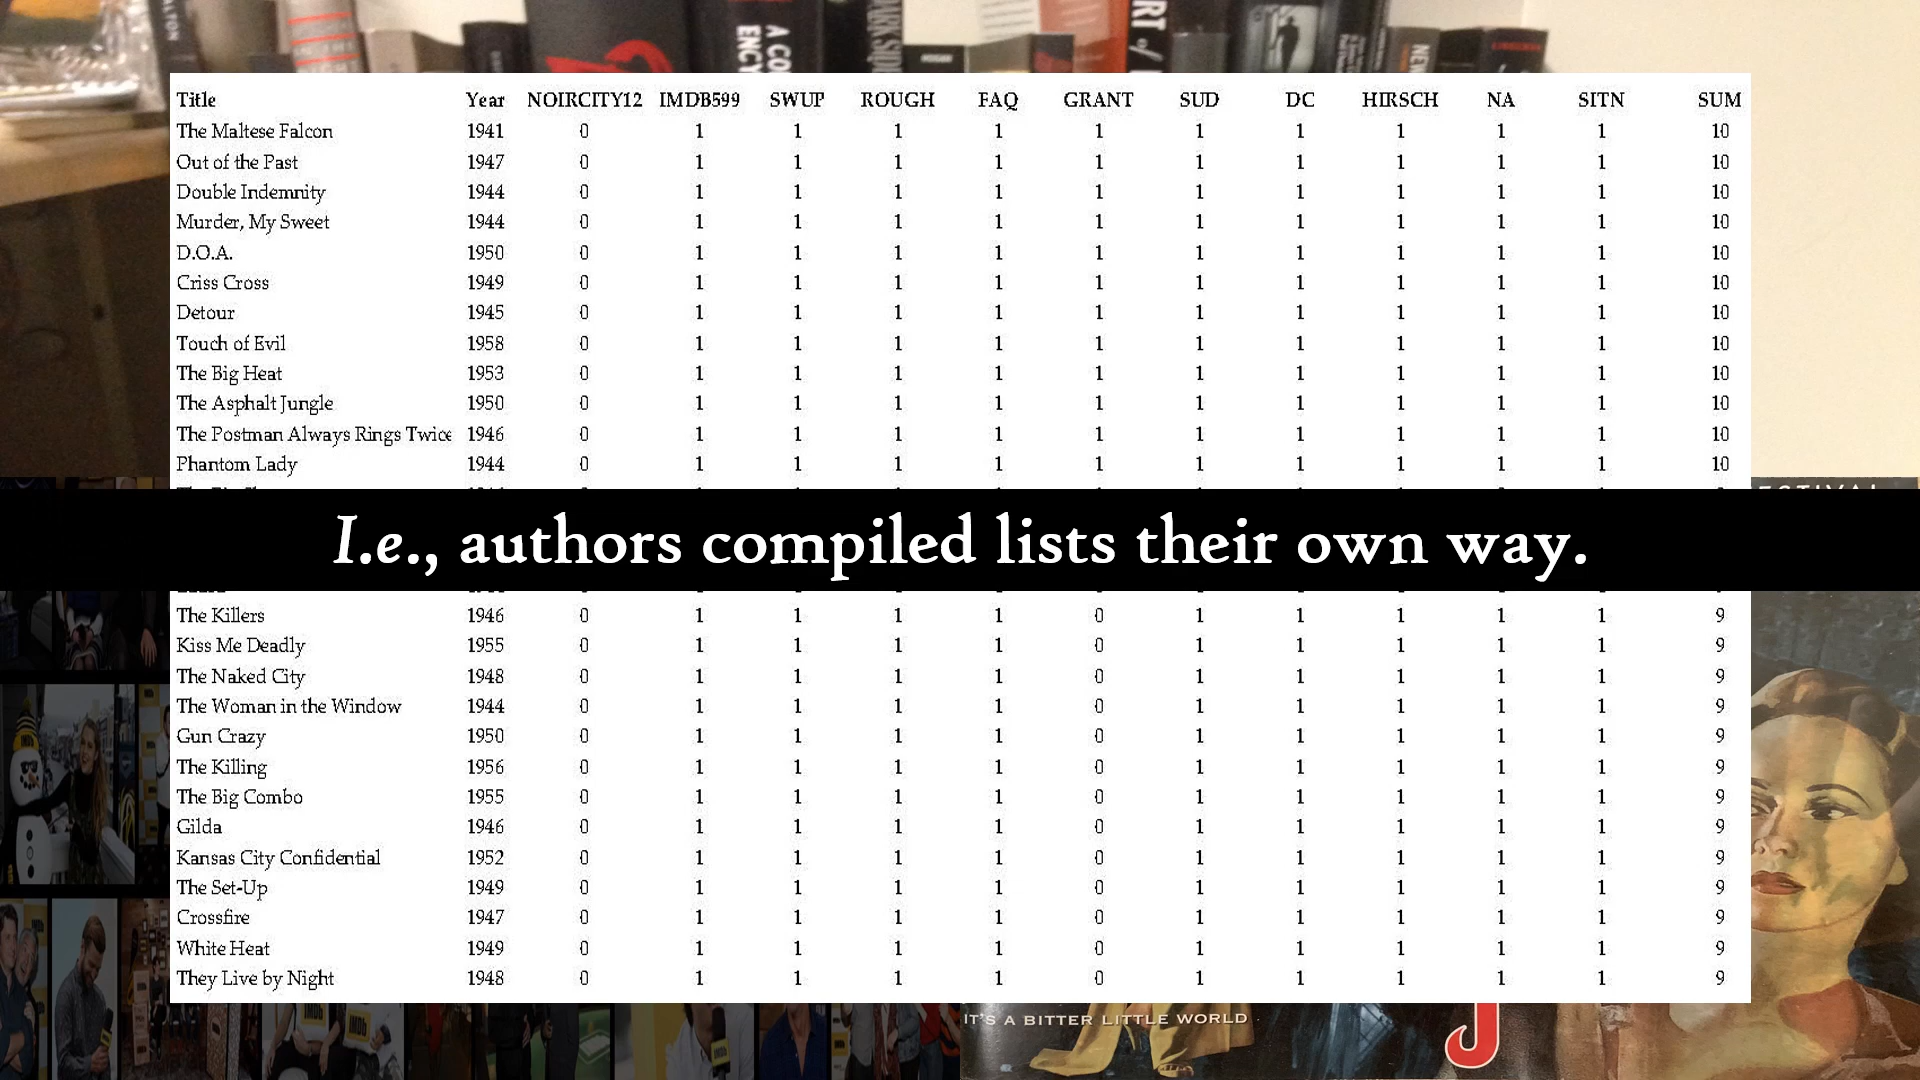 ALTON
A CO
ENCY
RT of
NEW
Title Year NOIRCITY12 IMDB599 SWUP ROUGH FAQ GRANT SUD DC HIRSCH NA SITN SUM
The Maltese Falcon 1941 0 1 1 1 1 1 1 1 1 1 1 10
Out of the Past 1947 0 1 1 1 1 1 1 1 1 1 1 10
Double Indemnity 1944 0 1 1 1 1 1 1 1 1 1 1 10
Murder, My Sweet 1944 0 1 1 1 1 1 1 1 1 1 1 10
D.O.A. 1950 0 1 1 1 1 1 1 1 1 1 1 10
Criss Cross 1949 0 1 1 1 1 1 1 1 1 1 1 10
Detour 1945 0 1 1 1 1 1 1 1 1 1 1 10
Touch of Evil 1958 0 1 1 1 1 1 1 1 1 1 1 10
The Big Heat 1953 0 1 1 1 1 1 1 1 1 1 1 10
The Asphalt Jungle 1950 0 1 1 1 1 1 1 1 1 1 1 10
The Postman Always Rings Twice 1946 0 1 1 1 1 1 1 1 1 1 1 10
Phantom Lady 1944 0 1 1 1 1 1 1 1 1 1 1 10
I.e., authors compiled lists their own way.
The Killers 1946 0 1 1 1 1 0 1 1 1 1 1 9
Kiss Me Deadly 1955 0 1 1 1 1 0 1 1 1 1 1 9
The Naked City 1948 0 1 1 1 1 0 1 1 1 1 1 9
The Woman in the Window 1944 0 1 1 1 1 0 1 1 1 1 1 9
Gun Crazy 1950 0 1 1 1 1 0 1 1 1 1 1 9
The Killing 1956 0 1 1 1 1 0 1 1 1 1 1 9
The Big Combo 1955 0 1 1 1 1 0 1 1 1 1 1 9
Gilda 1946 0 1 1 1 1 0 1 1 1 1 1 9
Kansas City Confidential 1952 0 1 1 1 1 0 1 1 1 1 1 9
The Set-Up 1949 0 1 1 1 1 0 1 1 1 1 1 9
Crossfire 1947 0 1 1 1 1 0 1 1 1 1 1 9
White Heat 1949 0 1 1 1 1 0 1 1 1 1 1 9
They Live by Night 1948 0 1 1 1 1 0 1 1 1 1 1 9
IMDb
IMDb
IT'S A BITTER LITTLE WORLD
J